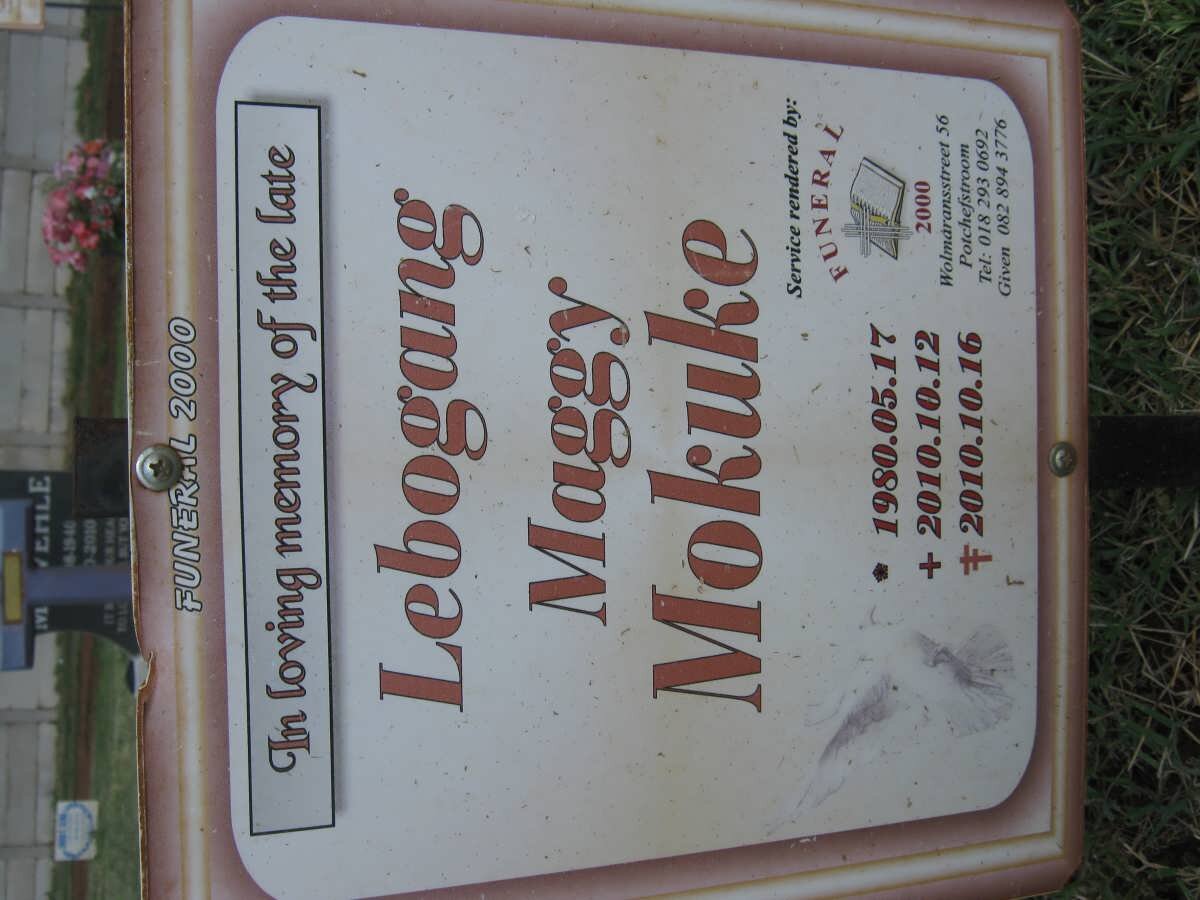 FUNERAL 2000
In loving memory of the late
Lebogang
Maggy
Mokuke
* 1980.05.17
+ 2010.10.12
‡ 2010.10.16
Service rendered by:
FUNERAL
2000
Wolmdransstreet 56
Potchefstroom
Tel: 018 293 0692
Given 082 894 3776